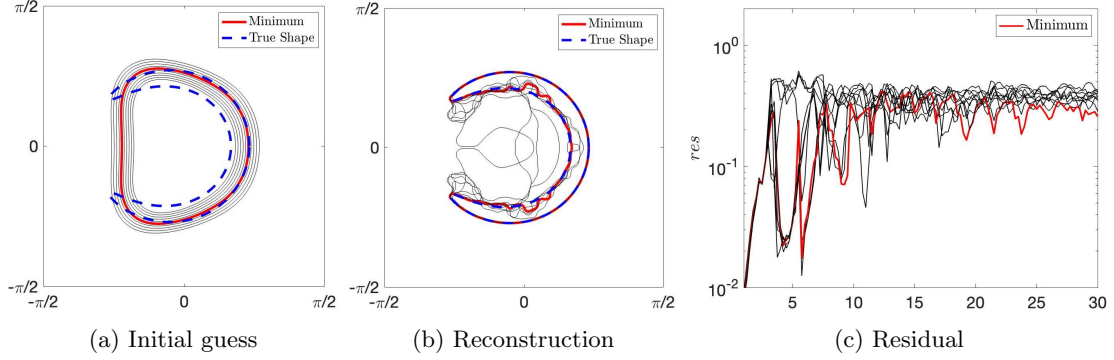 π/2
Minimum
True Shape
0
-π/2
-π/2
0
π/2
(a) Initial guess
π/2
Minimum
True Shape
0
-π/2
-π/2
0
π/2
(b) Reconstruction
Minimum
10^0
res
10^-1
10^-2
5
10
15
20
25
30
(c) Residual